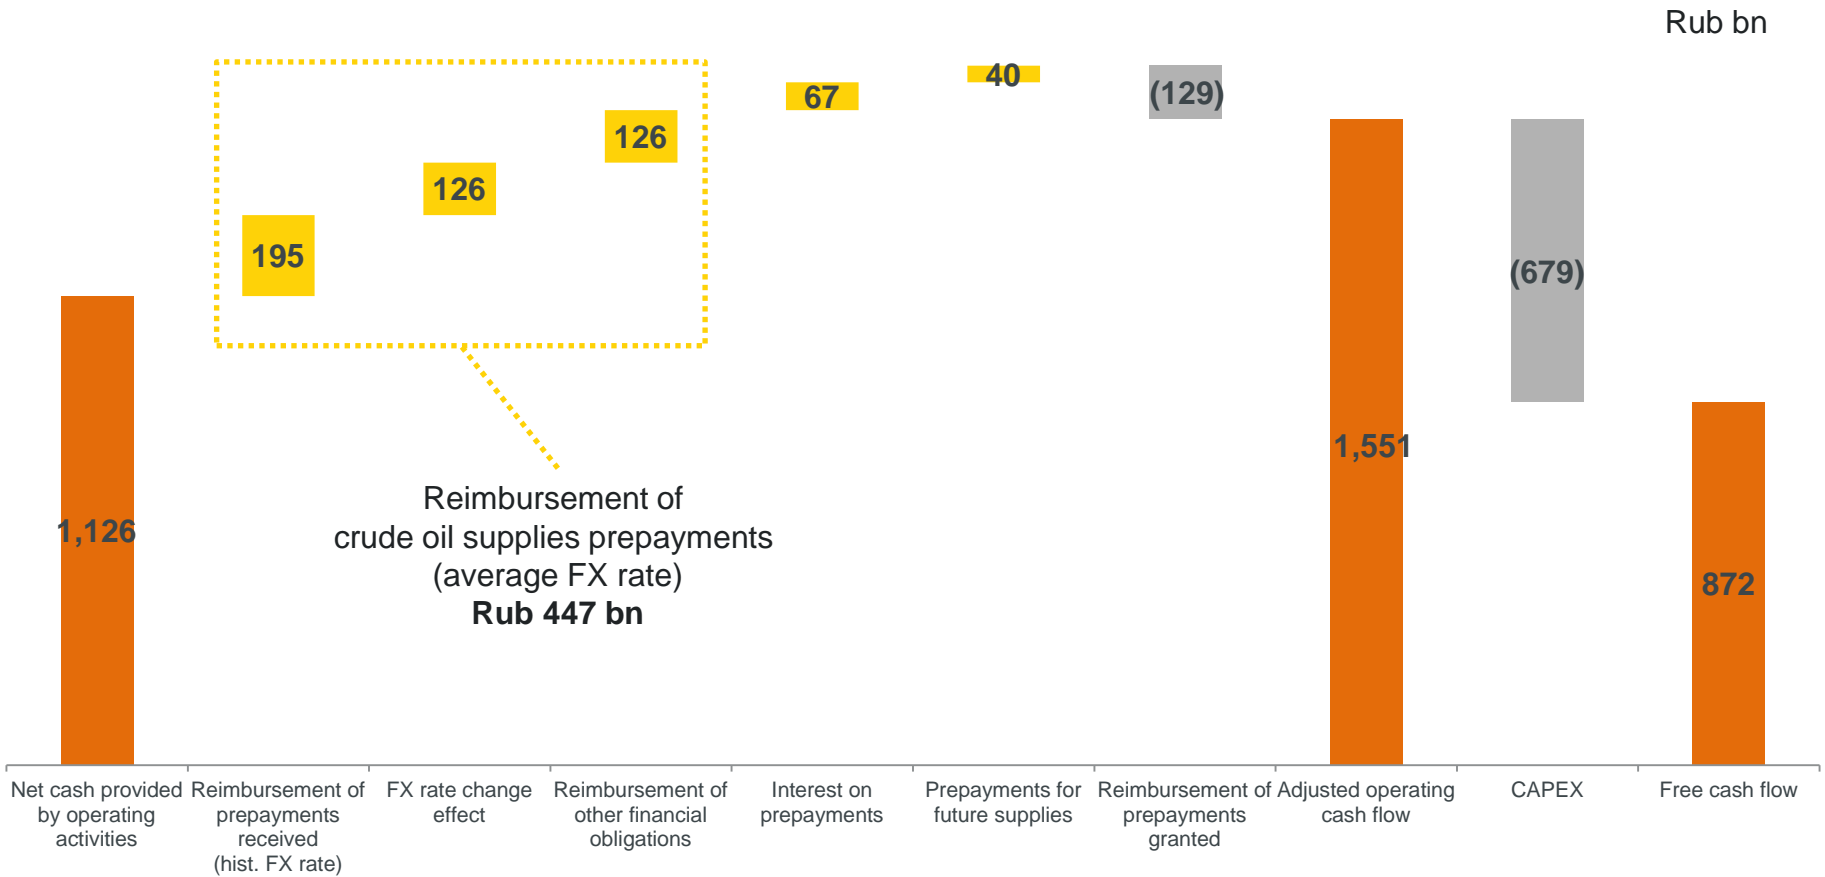 Rub bn
40
67
(129)
126
126
195
(679)
1,551
Reimbursement of
crude oil supplies prepayments
(average FX rate)
Rub 447 bn
1,126
872
Net cash provided
by operating
activities
Reimbursement of
prepayments
received
(hist. FX rate)
FX rate change
effect
Reimbursement of
other financial
obligations
Interest on
prepayments
Prepayments for
future supplies
Reimbursement of
prepayments
granted
Adjusted operating
cash flow
CAPEX
Free cash flow